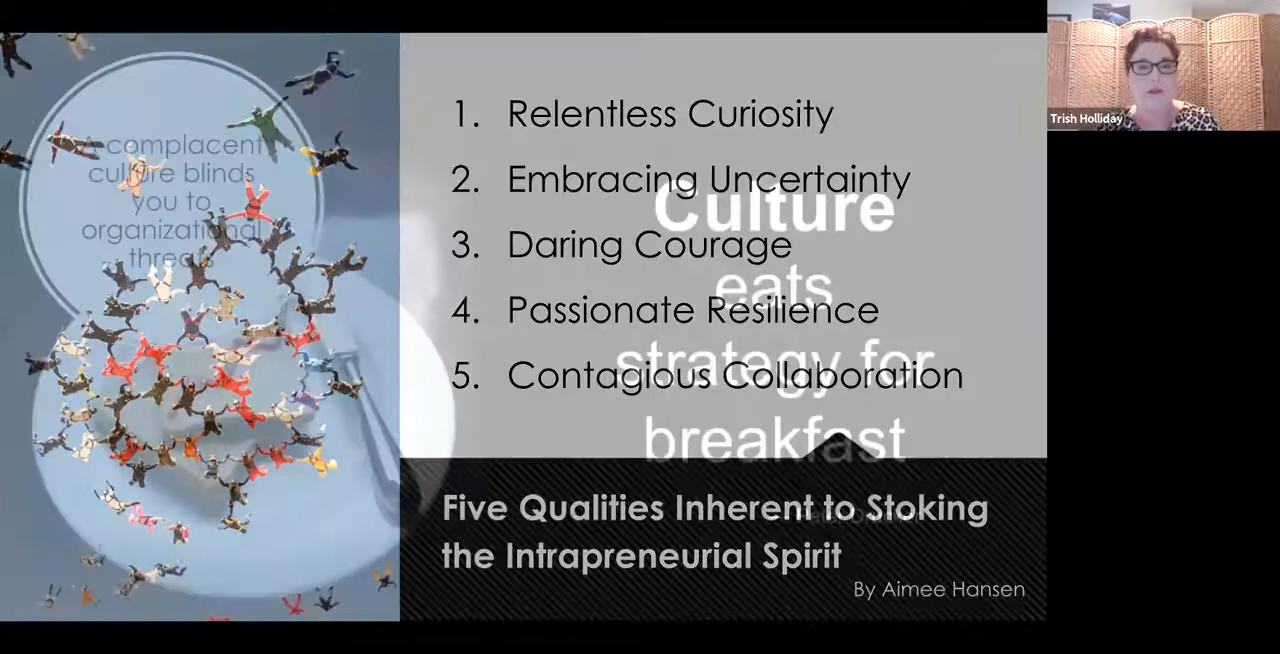 A complacent
culture blinds
you to
organizational
threats
1. Relentless Curiosity
2. Embracing Uncertainty
3. Daring Courage
4. Passionate Resilience
5. Contagious Collaboration
Culture
eats
strategy for
breakfast
Five Qualities Inherent to Stoking
the Intrapreneurial Spirit
By Aimee Hansen
Trish Holliday